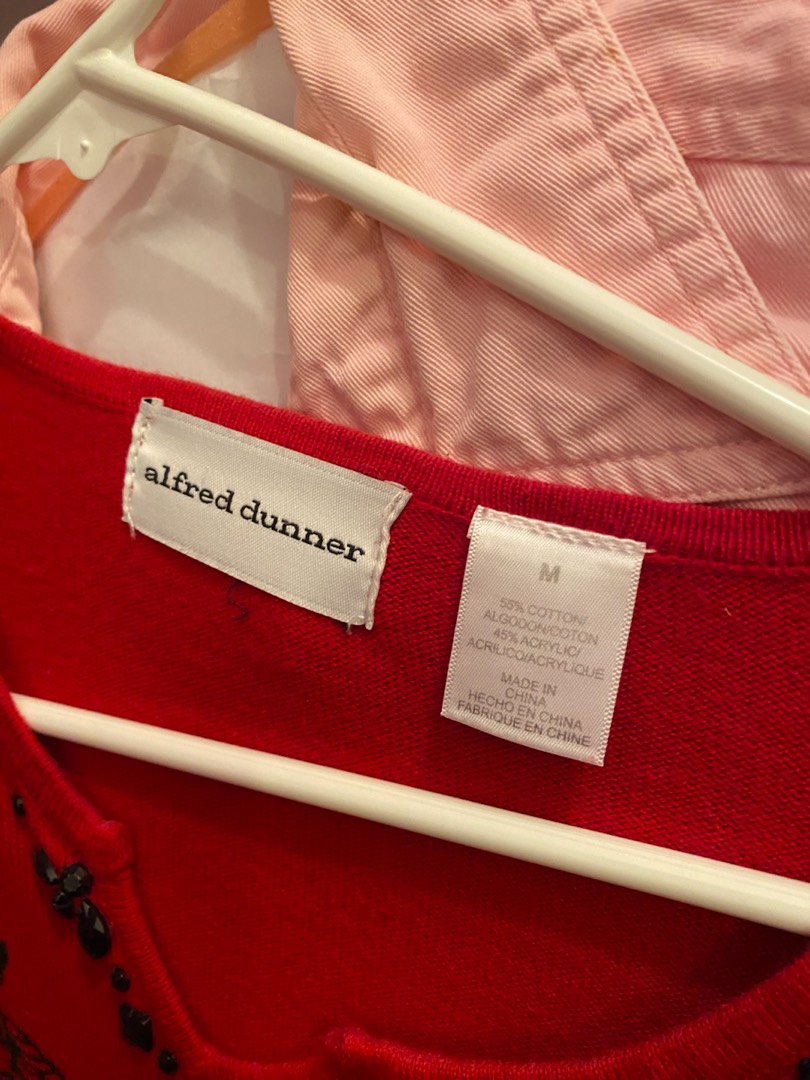 alfred dunner
M
55% COTTON/
ALGODON/COTON
45% ACRYLIC/
ACRILICO/ACRYLIQUE
MADE IN
CHINA
HECHO EN CHINA
FABRIQUE EN CHINE